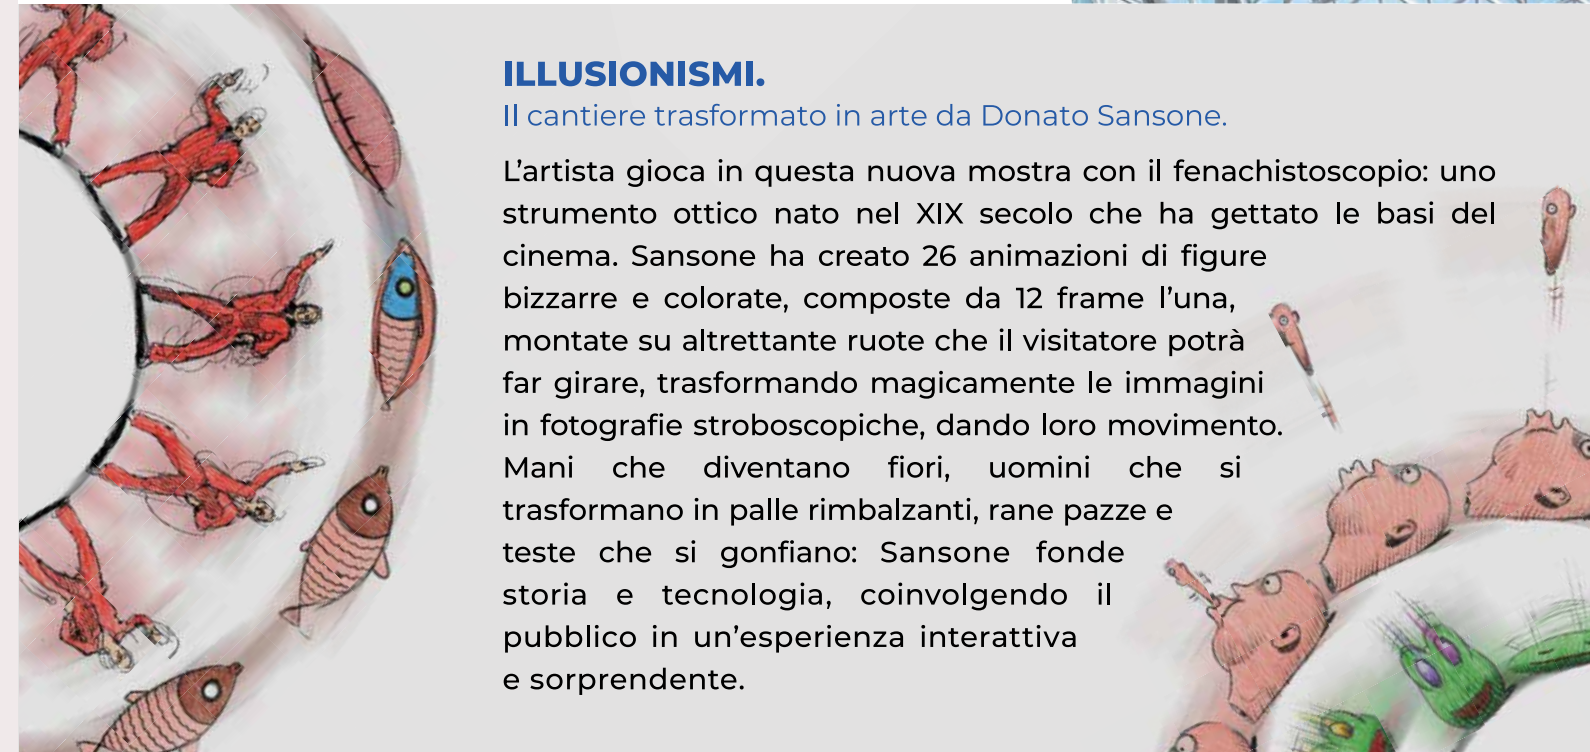 ILLUSIONISMI.
Il cantiere trasformato in arte da Donato Sansone.
L’artista gioca in questa nuova mostra con il fenachistoscopio: uno
strumento ottico nato nel XIX secolo che ha gettato le basi del
cinema. Sansone ha creato 26 animazioni di figure
bizzarre e colorate, composte da 12 frame l’una,
montate su altrettante ruote che il visitatore potrà
far girare, trasformando magicamente le immagini
in fotografie stroboscopiche, dando loro movimento.
Mani che diventano fiori, uomini che si
trasformano in palle rimbalzanti, rane pazze e
teste che si gonfiano: Sansone fonde
storia e tecnologia, coinvolgendo il
pubblico in un’esperienza interattiva
e sorprendente.